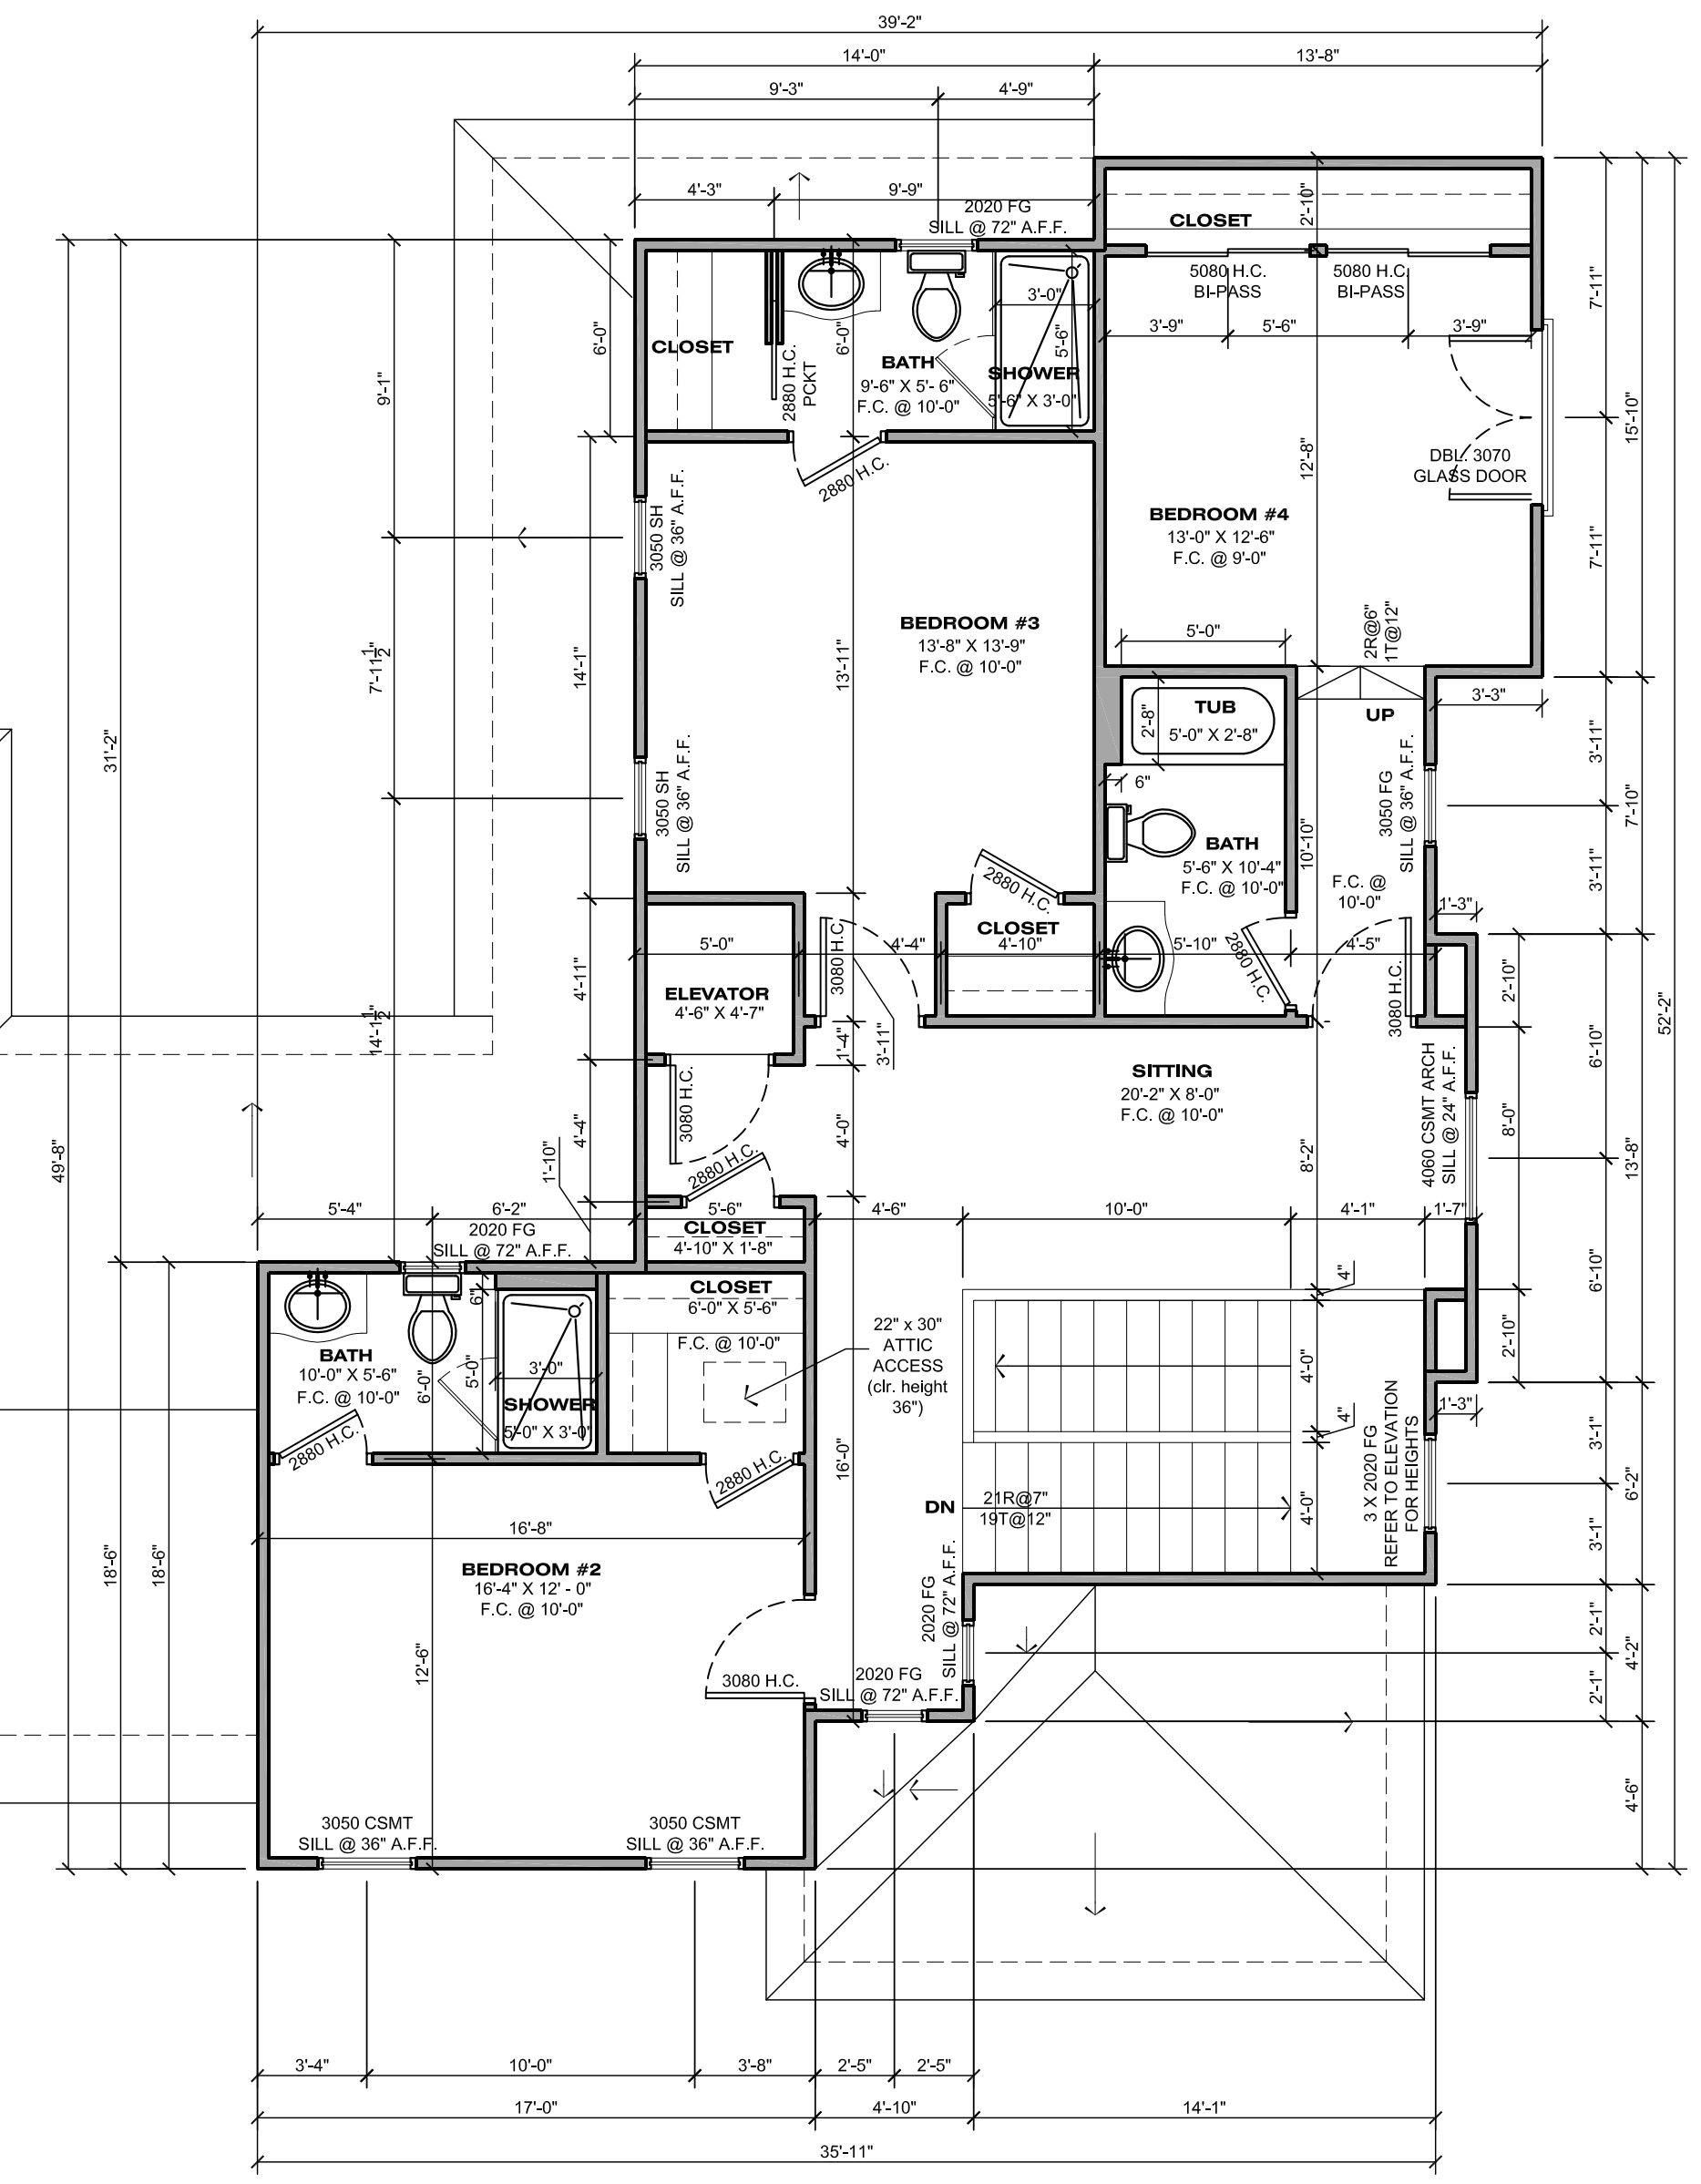 39'-2"
14'-0"
13'-8"
9'-3"
4'-9"
4'-3"
9'-9"
2020 FG
SILL @ 72" A.F.F.
2'-10"
CLOSET
5080 H.C.
BI-PASS
5080 H.C.
BI-PASS
3'-9"
5'-6"
3'-9"
7'-11"
15'-10"
52'-2"
7'-11"
9'-1"
6'-0"
CLOSET
2880 H.C.
PCKT
6'-0"
BATH
9'-6" X 5'- 6"
F.C. @ 10'-0"
3'-0"
5'-6"
SHOWER
5'-6" X 3'-0"
2880 H.C.
12'-8"
DBL. 3070
GLASS DOOR
BEDROOM #4
13'-0" X 12'-6"
F.C. @ 9'-0"
3050 SH
SILL @ 36" A.F.F.
BEDROOM #3
13'-8" X 13'-9"
F.C. @ 10'-0"
13'-11"
14'-1"
7'-11 1/2"
31'-2"
49'-8"
3050 SH
SILL @ 36" A.F.F.
5'-0"
2R@6"
1T@12"
UP
3'-3"
TUB
5'-0" X 2'-8"
2'-8"
6"
BATH
5'-6" X 10'-4"
F.C. @ 10'-0"
10'-10"
F.C. @
10'-0"
3050 FG
SILL @ 36" A.F.F.
3'-11"
7'-10"
3'-11"
1'-3"
2880 H.C.
CLOSET
4'-10"
5'-0"
4'-4"
5'-10"
4'-5"
ELEVATOR
4'-6" X 4'-7"
3080 H.C.
2880 H.C.
3080 H.C.
4'-11"
14'-1 1/2"
1'-4"
3'-11"
2'-10"
6'-10"
SITTING
20'-2" X 8'-0"
F.C. @ 10'-0"
4060 CSMT ARCH
SILL @ 24" A.F.F.
8'-0"
13'-8"
3080 H.C.
4'-4"
4'-0"
8'-2"
1'-10"
2880 H.C.
5'-4"
6'-2"
5'-6"
4'-6"
10'-0"
4'-1"
1'-7"
2020 FG
SILL @ 72" A.F.F.
CLOSET
4'-10" X 1'-8"
CLOSET
6'-0" X 5'-6"
F.C. @ 10'-0"
6"
4"
6'-10"
2'-10"
22" x 30"
ATTIC
ACCESS
(clr. height
36")
BATH
10'-0" X 5'-6"
F.C. @ 10'-0"
6'-0"
5'-0"
3'-0"
SHOWER
5'-0" X 3'-0"
2880 H.C.
2880 H.C.
4'-0"
4"
1'-3"
16'-0"
DN
21R@7"
19T@12"
4'-0"
3 X 2020 FG
REFER TO ELEVATION
FOR HEIGHTS
3'-1"
6'-2"
3'-1"
18'-6"
18'-6"
16'-8"
BEDROOM #2
16'-4" X 12' - 0"
F.C. @ 10'-0"
12'-6"
3080 H.C.
2020 FG
SILL @ 72" A.F.F.
2020 FG
SILL @ 72" A.F.F.
2'-1"
4'-2"
2'-1"
4'-6"
3050 CSMT
SILL @ 36" A.F.F.
3050 CSMT
SILL @ 36" A.F.F.
3'-4"
10'-0"
3'-8"
2'-5"
2'-5"
17'-0"
4'-10"
14'-1"
35'-11"